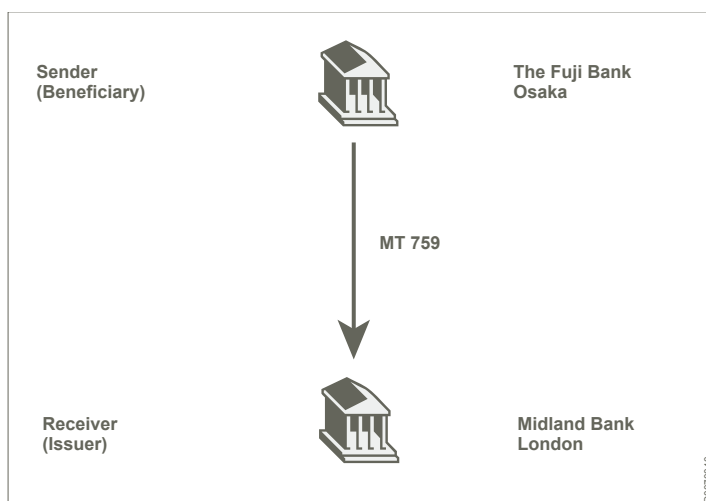 Sender
(Beneficiary)
The Fuji Bank
Osaka
MT 759
Receiver
(Issuer)
Midland Bank
London